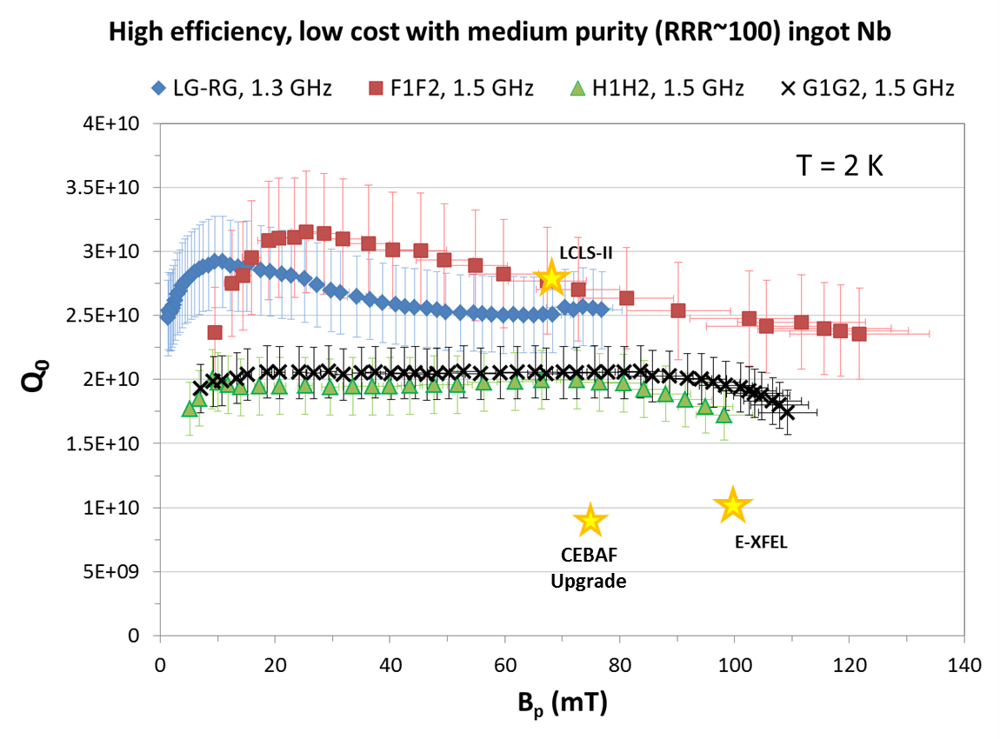 High efficiency, low cost with medium purity (RRR~100) ingot Nb
LG-RG, 1.3 GHz F1F2, 1.5 GHz H1H2, 1.5 GHz G1G2, 1.5 GHz
4E+10
T = 2 K
3.5E+10
3E+10
LCLS-II
2.5E+10
2E+10
1.5E+10
1E+10
E-XFEL
CEBAF
Upgrade
5E+09
0
Q0
0 20 40 60 80 100 120 140
Bp (mT)